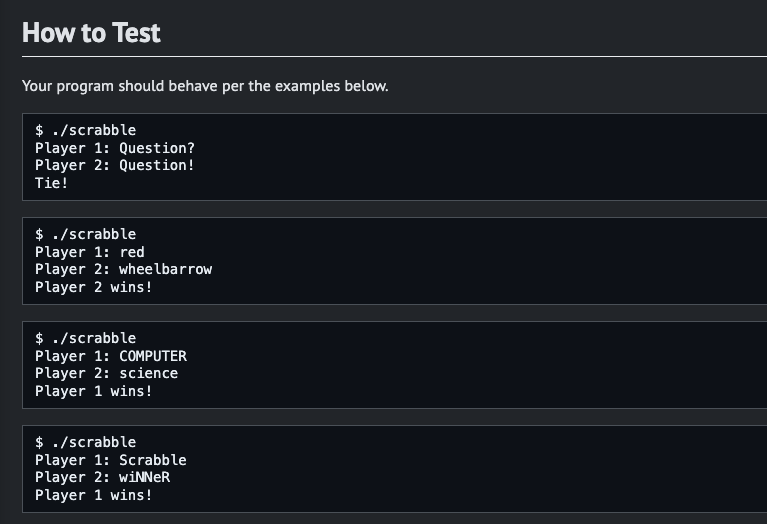 How to Test
Your program should behave per the examples below.
$ ./scrabble
Player 1: Question?
Player 2: Question!
Tie!
$ ./scrabble
Player 1: red
Player 2: wheelbarrow
Player 2 wins!
$ ./scrabble
Player 1: COMPUTER
Player 2: science
Player 1 wins!
$ ./scrabble
Player 1: Scrabble
Player 2: wiNNeR
Player 1 wins!